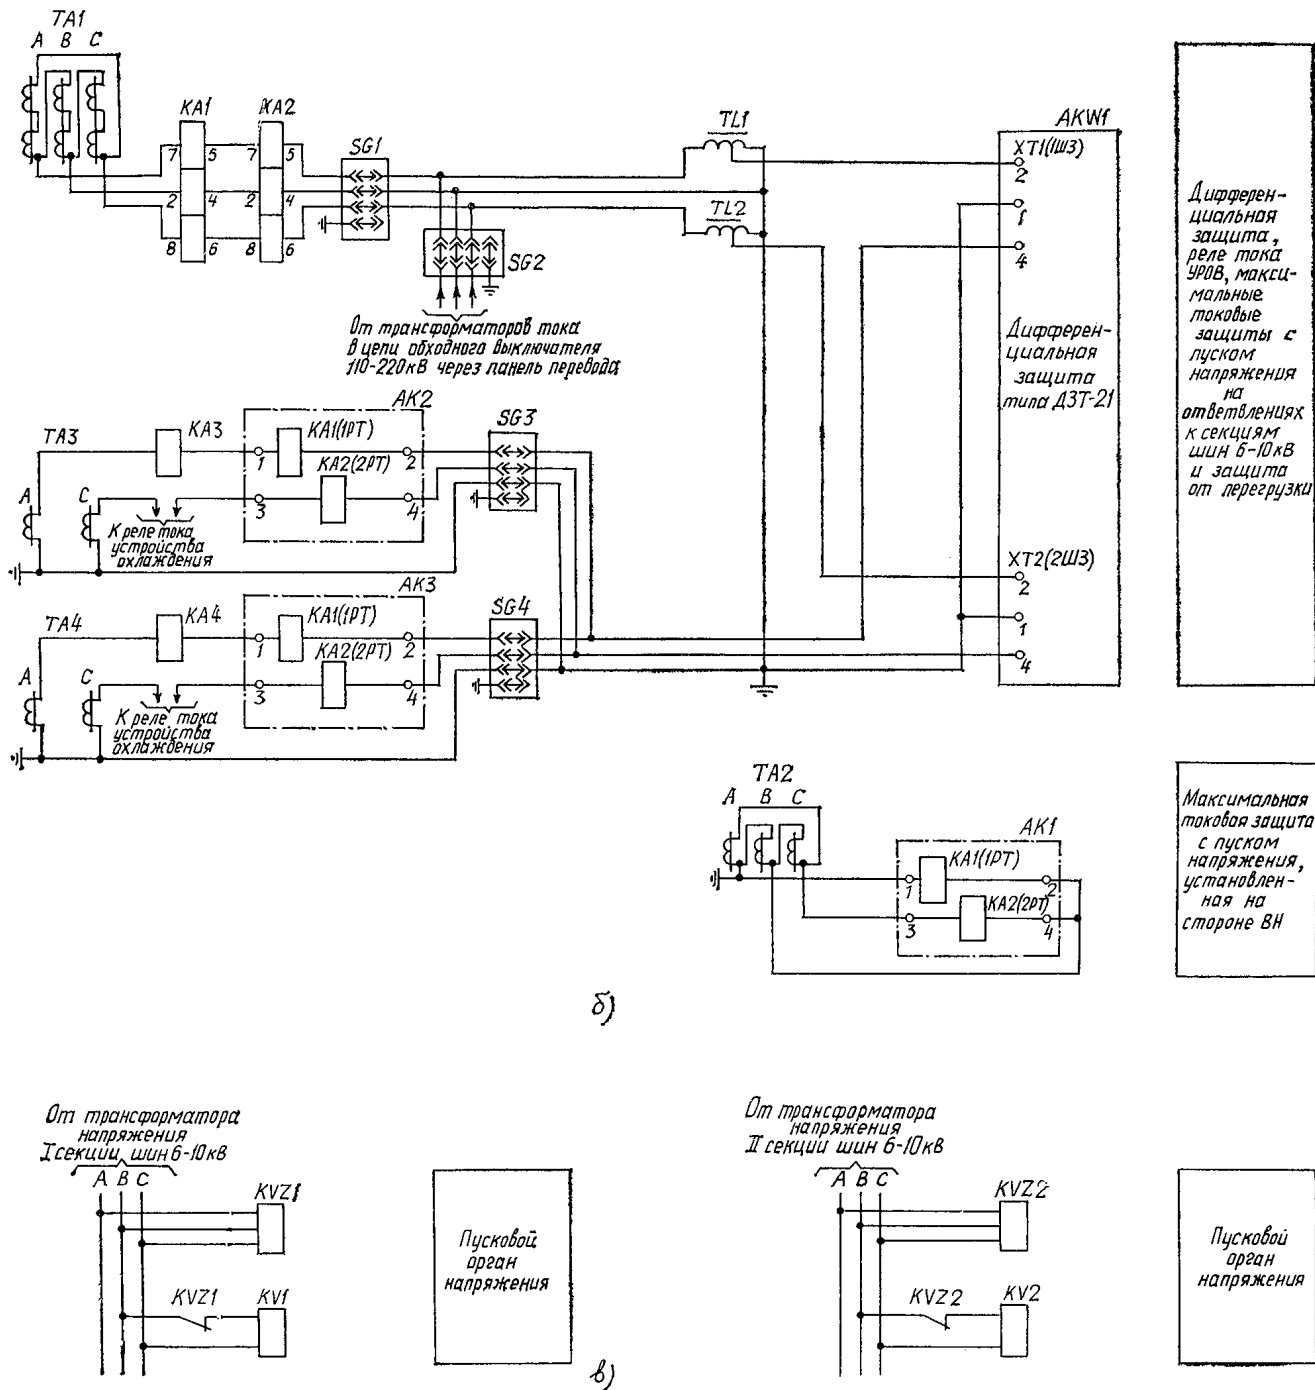 TA1
A B C
KA1
KA2
7 5 7 5
2 4 2 4
8 6 8 6
SG1
SG2
TL1
TL2
AKW1
XT1(1ШЗ)
2
1
4
Дифферен-
циальная
защита
типа ДЗТ-21
XT2(2ШЗ)
2
1
4
От трансформаторов тока
в цепи обходного выключателя
110-220кВ через панель перевода
Дифферен-
циальная
защита,
реле тока
УРОВ, макси-
мальные
токовые
защиты с
пуском
напряжения
на
ответвлениях
к секциям
шин 6-10кВ
и защита
от перегрузки
TA3
A
C
KA3
AK2
KA1(1РТ)
1 2
KA2(2РТ)
3 4
SG3
К реле тока
устройства
охлаждения
TA4
A
C
KA4
AK3
KA1(1РТ)
1 2
KA2(2РТ)
3 4
SG4
К реле тока
устройства
охлаждения
TA2
A B C
AK1
KA1(1РТ)
1 2
KA2(2РТ)
3 4
Максимальная
токовая защита
с пуском
напряжения,
установлен-
ная на
стороне ВН
б)
От трансформатора
напряжения
I секции шин 6-10кВ
A B C
KVZ1
KVZ1
KV1
Пусковой
орган
напряжения
От трансформатора
напряжения
II секции шин 6-10кВ
A B C
KVZ2
KVZ2
KV2
Пусковой
орган
напряжения
в)